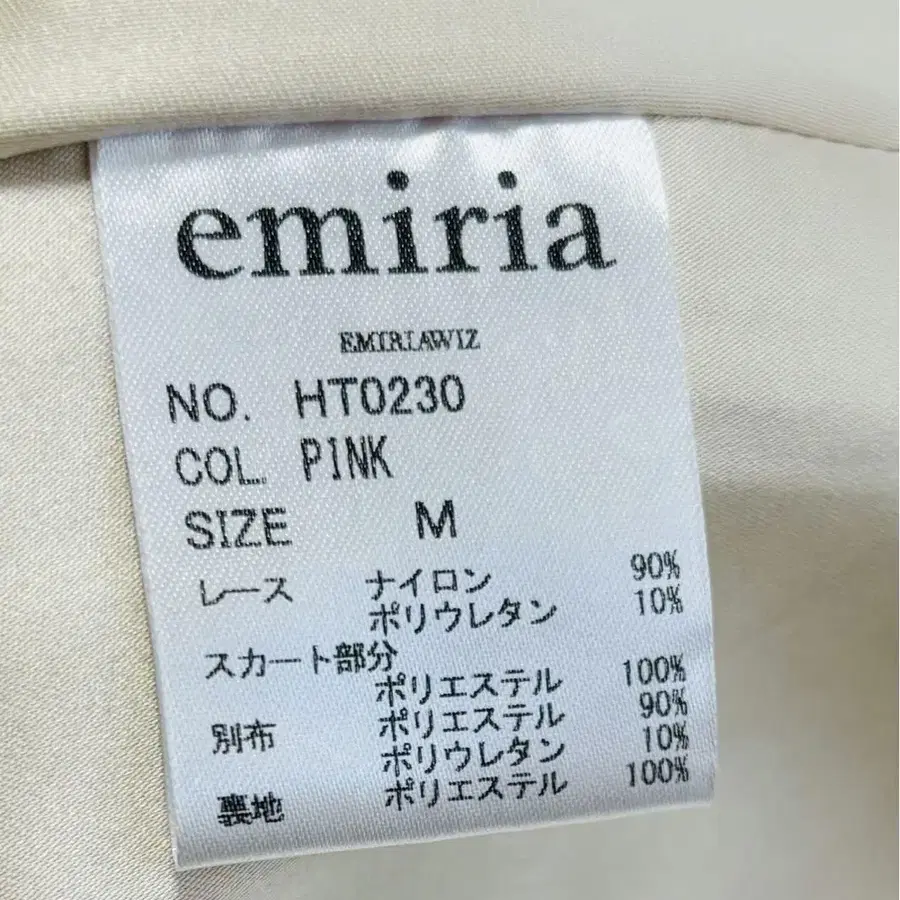 emiria
EMIRIAWIZ
NO. HT0230
COL. PINK
SIZE M
レース ナイロン 90%
ポリウレタン 10%
スカート部分
ポリエステル 100%
別布 ポリエステル 90%
ポリウレタン 10%
裏地 ポリエステル 100%